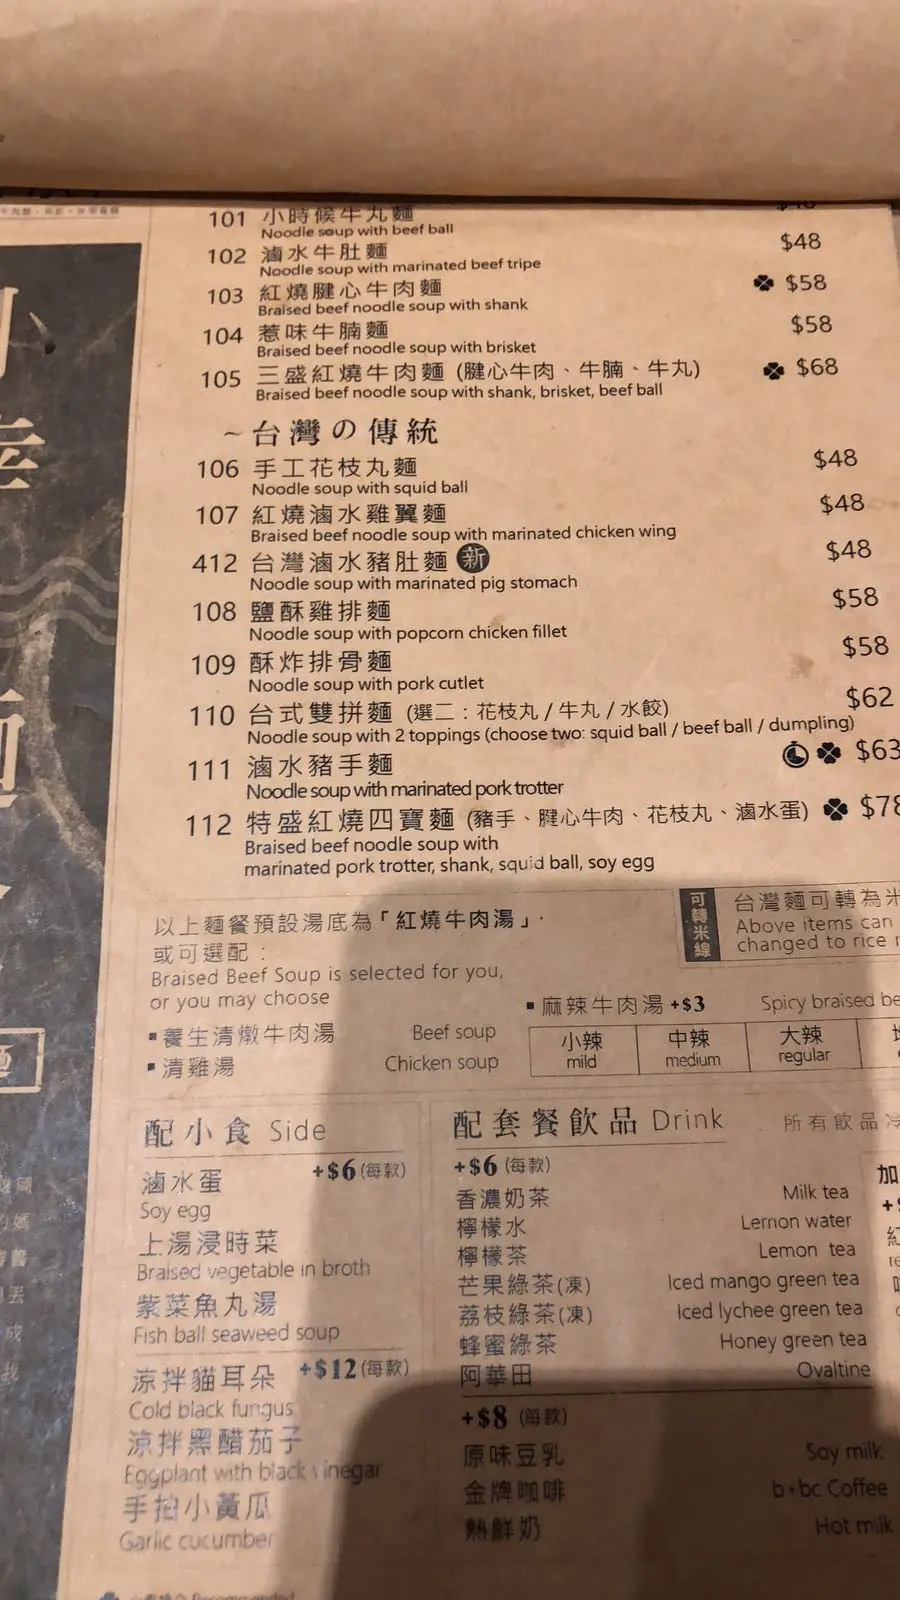 101 小時候牛丸麵
Noodle soup with beef ball
102 滷水牛肚麵 $48
Noodle soup with marinated beef tripe
103 紅燒腱心牛肉麵 $58
Braised beef noodle soup with shank
104 惹味牛腩麵 $58
Braised beef noodle soup with brisket
105 三盛紅燒牛肉麵 (腱心牛肉、牛腩、牛丸) $68
Braised beef noodle soup with shank, brisket, beef ball
~台灣の傳統
106 手工花枝丸麵 $48
Noodle soup with squid ball
107 紅燒滷水雞翼麵 $48
Braised beef noodle soup with marinated chicken wing
412 台灣滷水豬肚麵 新 $48
Noodle soup with marinated pig stomach
108 鹽酥雞排麵 $58
Noodle soup with popcorn chicken fillet
109 酥炸排骨麵 $58
Noodle soup with pork cutlet
110 台式雙拼麵 (選二：花枝丸/牛丸/水餃) $62
Noodle soup with 2 toppings (choose two: squid ball / beef ball / dumpling)
111 滷水豬手麵 $63
Noodle soup with marinated pork trotter
112 特盛紅燒四寶麵 (豬手、腱心牛肉、花枝丸、滷水蛋) $78
Braised beef noodle soup with
marinated pork trotter, shank, squid ball, soy egg
以上麵餐預設湯底為「紅燒牛肉湯」，
或可選配：
Braised Beef Soup is selected for you,
or you may choose
▪養生清燉牛肉湯 Beef soup
▪清雞湯 Chicken soup
可轉米線
台灣麵可轉為米
Above items can
changed to rice
▪麻辣牛肉湯 +$3 Spicy braised be
小辣 中辣 大辣
mild medium regular
配小食 Side
滷水蛋 +$6 (每款)
Soy egg
上湯浸時菜
Braised vegetable in broth
紫菜魚丸湯
Fish ball seaweed soup
涼拌貓耳朵 +$12 (每款)
Cold black fungus
涼拌黑醋茄子
Eggplant with black vinegar
手拍小黃瓜
Garlic cucumber
配套餐飲品 Drink 所有飲品
+$6 (每款)
香濃奶茶 Milk tea
檸檬水 Lemon water
檸檬茶 Lemon tea
芒果綠茶(凍) Iced mango green tea
荔枝綠茶(凍) Iced lychee green tea
蜂蜜綠茶 Honey green tea
阿華田 Ovaltine
+$8 (每款)
原味豆乳 Soy milk
金牌咖啡 b+bc Coffee
熱鮮奶 Hot milk
加
Recommended